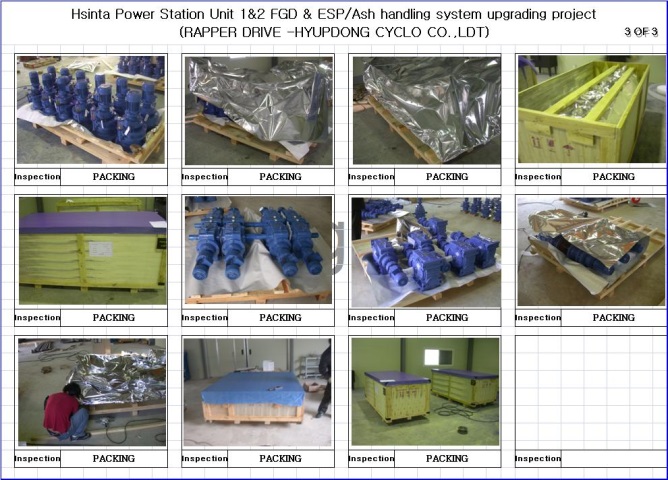 Hsinta Power Station Unit 1&2 FGD & ESP/Ash handling system upgrading project
(RAPPER DRIVE -HYUPDONG CYCLO CO.,LDT)
3 OF 3
Inspection PACKING Inspection PACKING Inspection PACKING Inspection PACKING
Inspection PACKING Inspection PACKING Inspection PACKING Inspection PACKING
Inspection PACKING Inspection PACKING Inspection PACKING Inspection